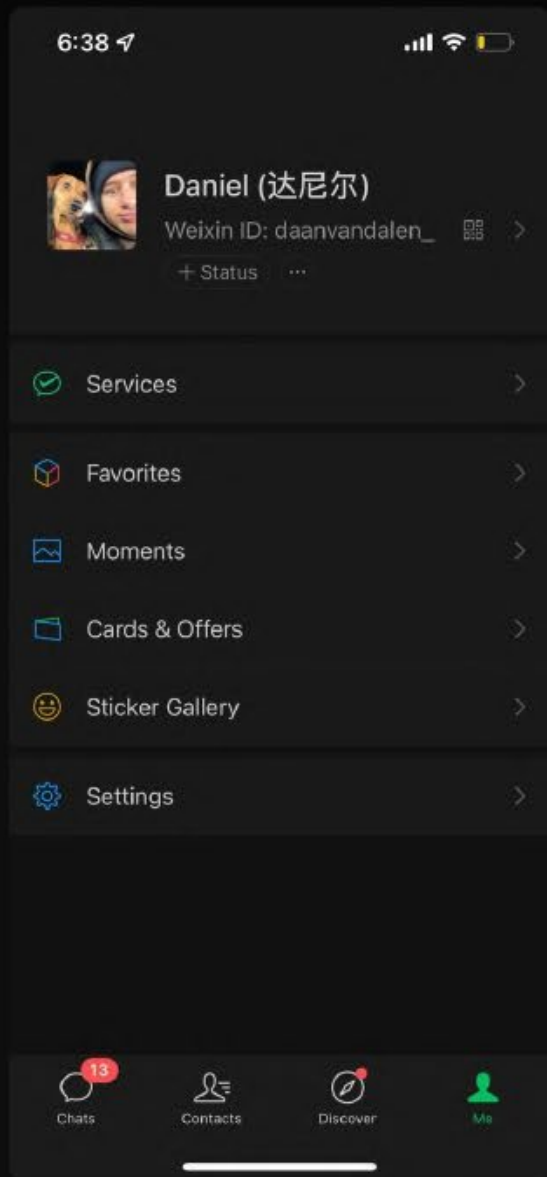 6:38
Daniel (达尼尔)
Weixin ID: daanvandalen_
+ Status ...
Services
Favorites
Moments
Cards & Offers
Sticker Gallery
Settings
13
Chats
Contacts
Discover
Me